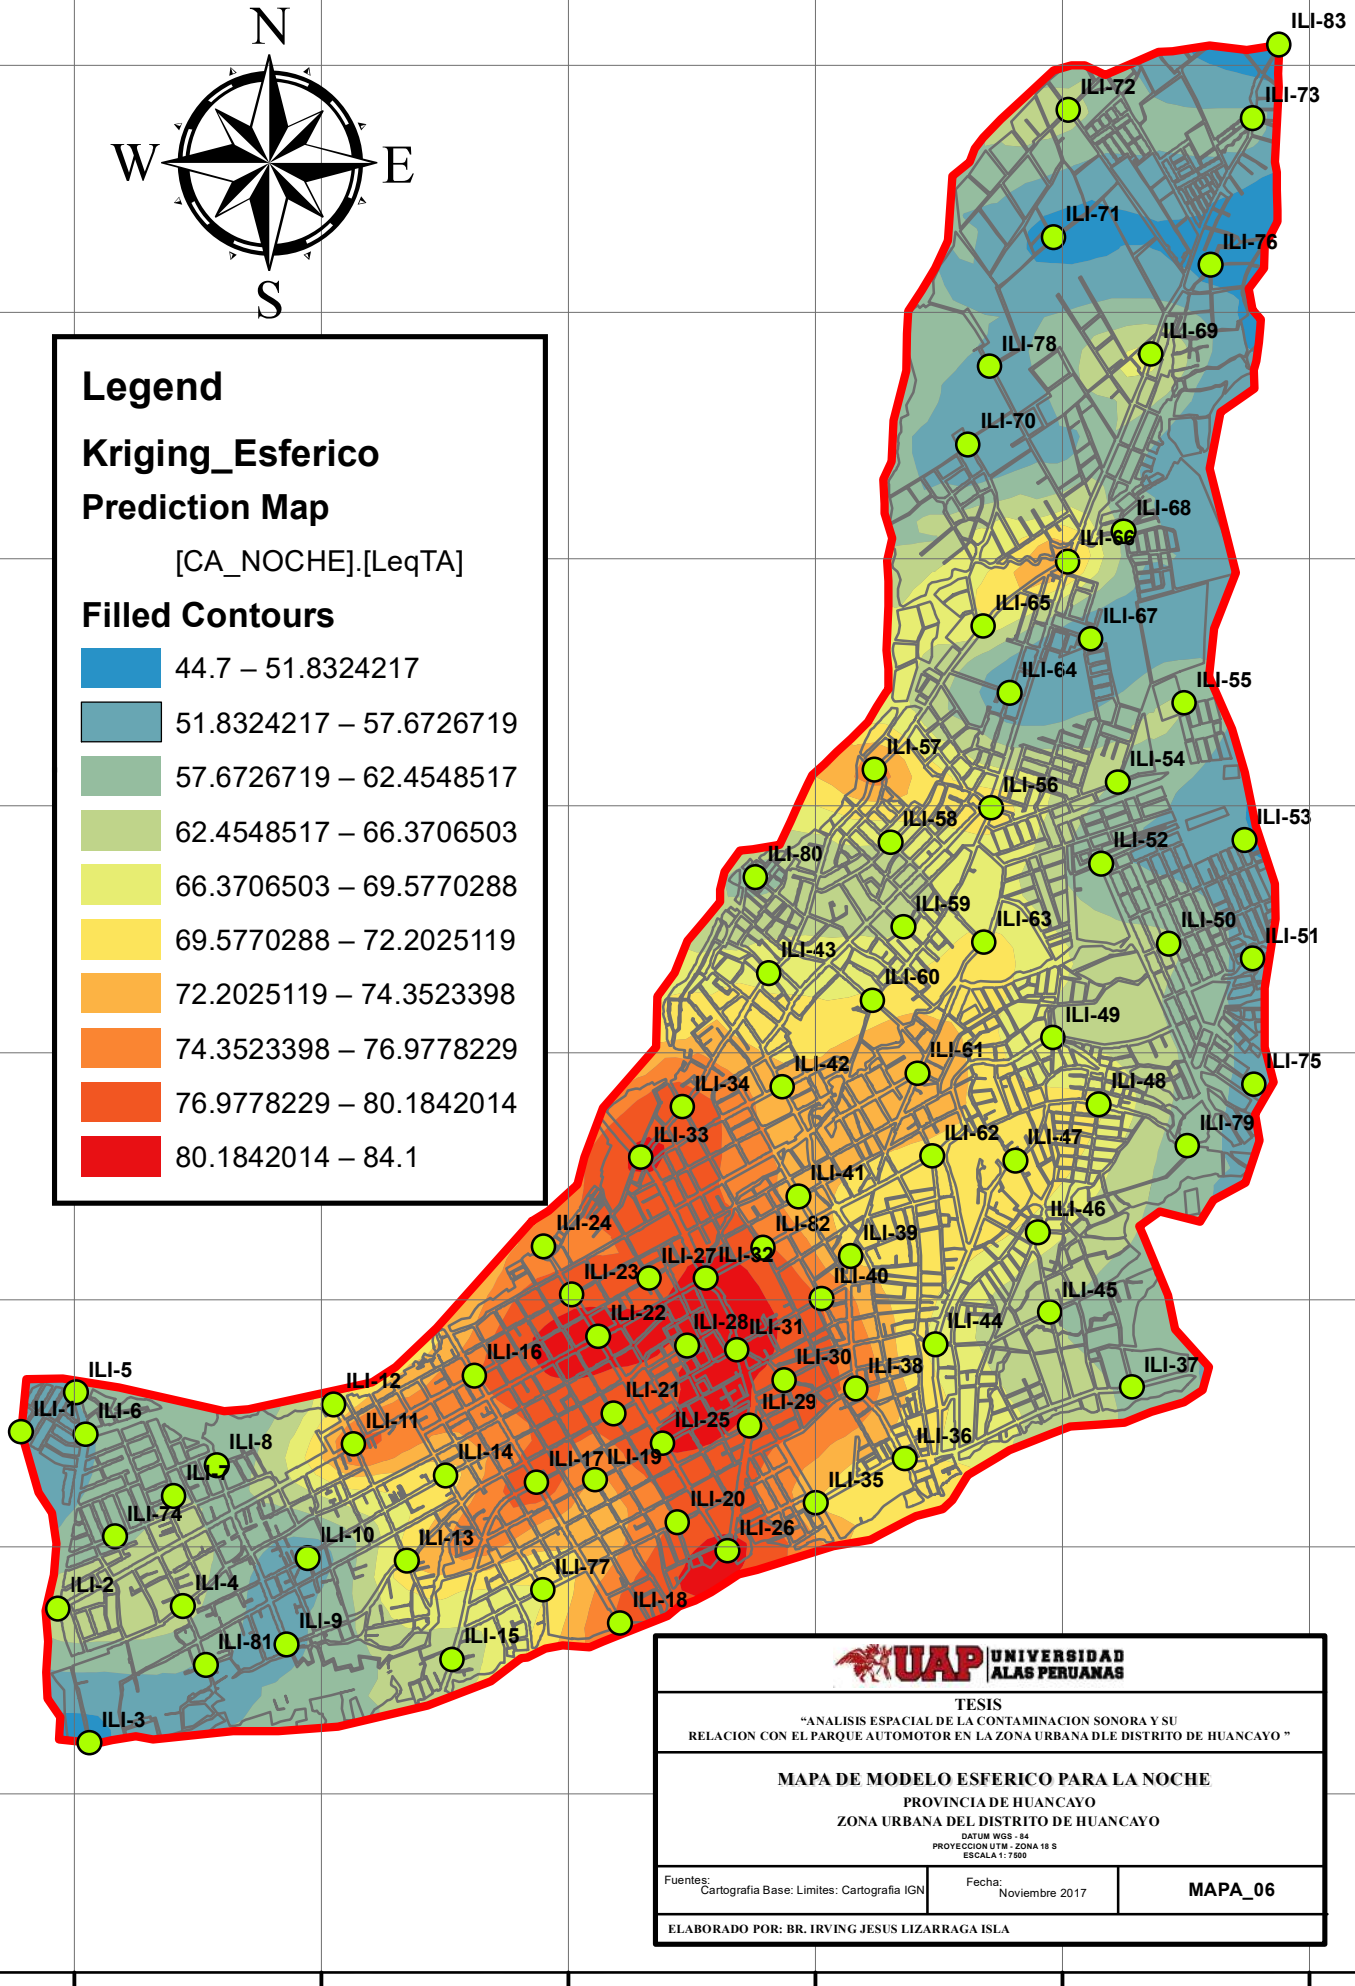 N
W
E
S
Legend
Kriging_Esferico
Prediction Map
[CA_NOCHE].[LeqTA]
Filled Contours
44.7 – 51.8324217
51.8324217 – 57.6726719
57.6726719 – 62.4548517
62.4548517 – 66.3706503
66.3706503 – 69.5770288
69.5770288 – 72.2025119
72.2025119 – 74.3523398
74.3523398 – 76.9778229
76.9778229 – 80.1842014
80.1842014 – 84.1
ILI-83
ILI-72
ILI-73
ILI-71
ILI-76
ILI-69
ILI-78
ILI-70
ILI-68
ILI-66
ILI-65
ILI-67
ILI-64
ILI-55
ILI-57
ILI-54
ILI-56
ILI-58
ILI-53
ILI-52
ILI-80
ILI-59
ILI-63
ILI-50
ILI-51
ILI-43
ILI-60
ILI-49
ILI-61
ILI-42
ILI-75
ILI-48
ILI-34
ILI-79
ILI-33
ILI-62
ILI-47
ILI-41
ILI-46
ILI-24
ILI-82
ILI-39
ILI-27
ILI-32
ILI-23
ILI-40
ILI-45
ILI-22
ILI-28
ILI-31
ILI-44
ILI-16
ILI-30
ILI-38
ILI-37
ILI-5
ILI-12
ILI-21
ILI-29
ILI-1
ILI-6
ILI-11
ILI-25
ILI-36
ILI-8
ILI-14
ILI-17
ILI-19
ILI-7
ILI-35
ILI-74
ILI-20
ILI-10
ILI-13
ILI-26
ILI-77
ILI-2
ILI-4
ILI-18
ILI-9
ILI-81
ILI-15
ILI-3
UAP UNIVERSIDAD
ALAS PERUANAS
TESIS
“ANALISIS ESPACIAL DE LA CONTAMINACION SONORA Y SU
RELACION CON EL PARQUE AUTOMOTOR EN LA ZONA URBANA DLE DISTRITO DE HUANCAYO ”
MAPA DE MODELO ESFERICO PARA LA NOCHE
PROVINCIA DE HUANCAYO
ZONA URBANA DEL DISTRITO DE HUANCAYO
DATUM WGS - 84
PROYECCION UTM - ZONA 18 S
ESCALA 1: 7500
Fuentes:
Cartografia Base: Limites: Cartografia IGN
Fecha:
Noviembre 2017
MAPA_06
ELABORADO POR: BR. IRVING JESUS LIZARRAGA ISLA